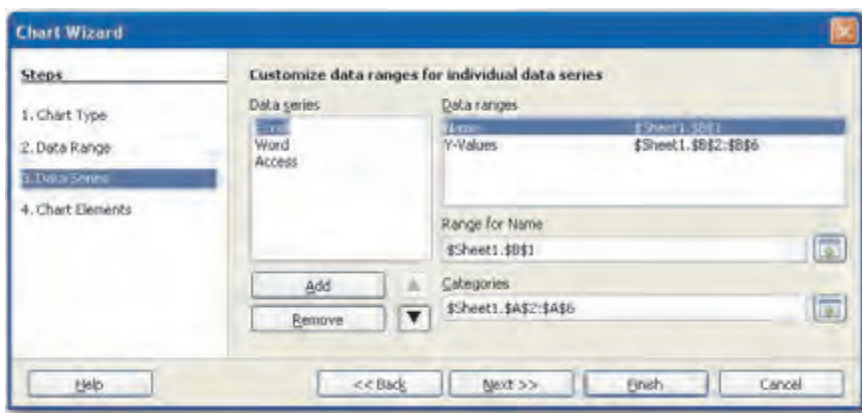 Chart Wizard
Steps
1. Chart Type
2. Data Range
3. Data Series
4. Chart Elements
Customize data ranges for individual data series
Data series
Excel
Word
Access
Data ranges
Name $Sheet1.$B$1
Y-Values $Sheet1.$B$2:$B$6
Range for Name
$Sheet1.$B$1
Add
Remove
Categories
$Sheet1.$A$2:$A$6
Help
<< Back
Next >>
Finish
Cancel